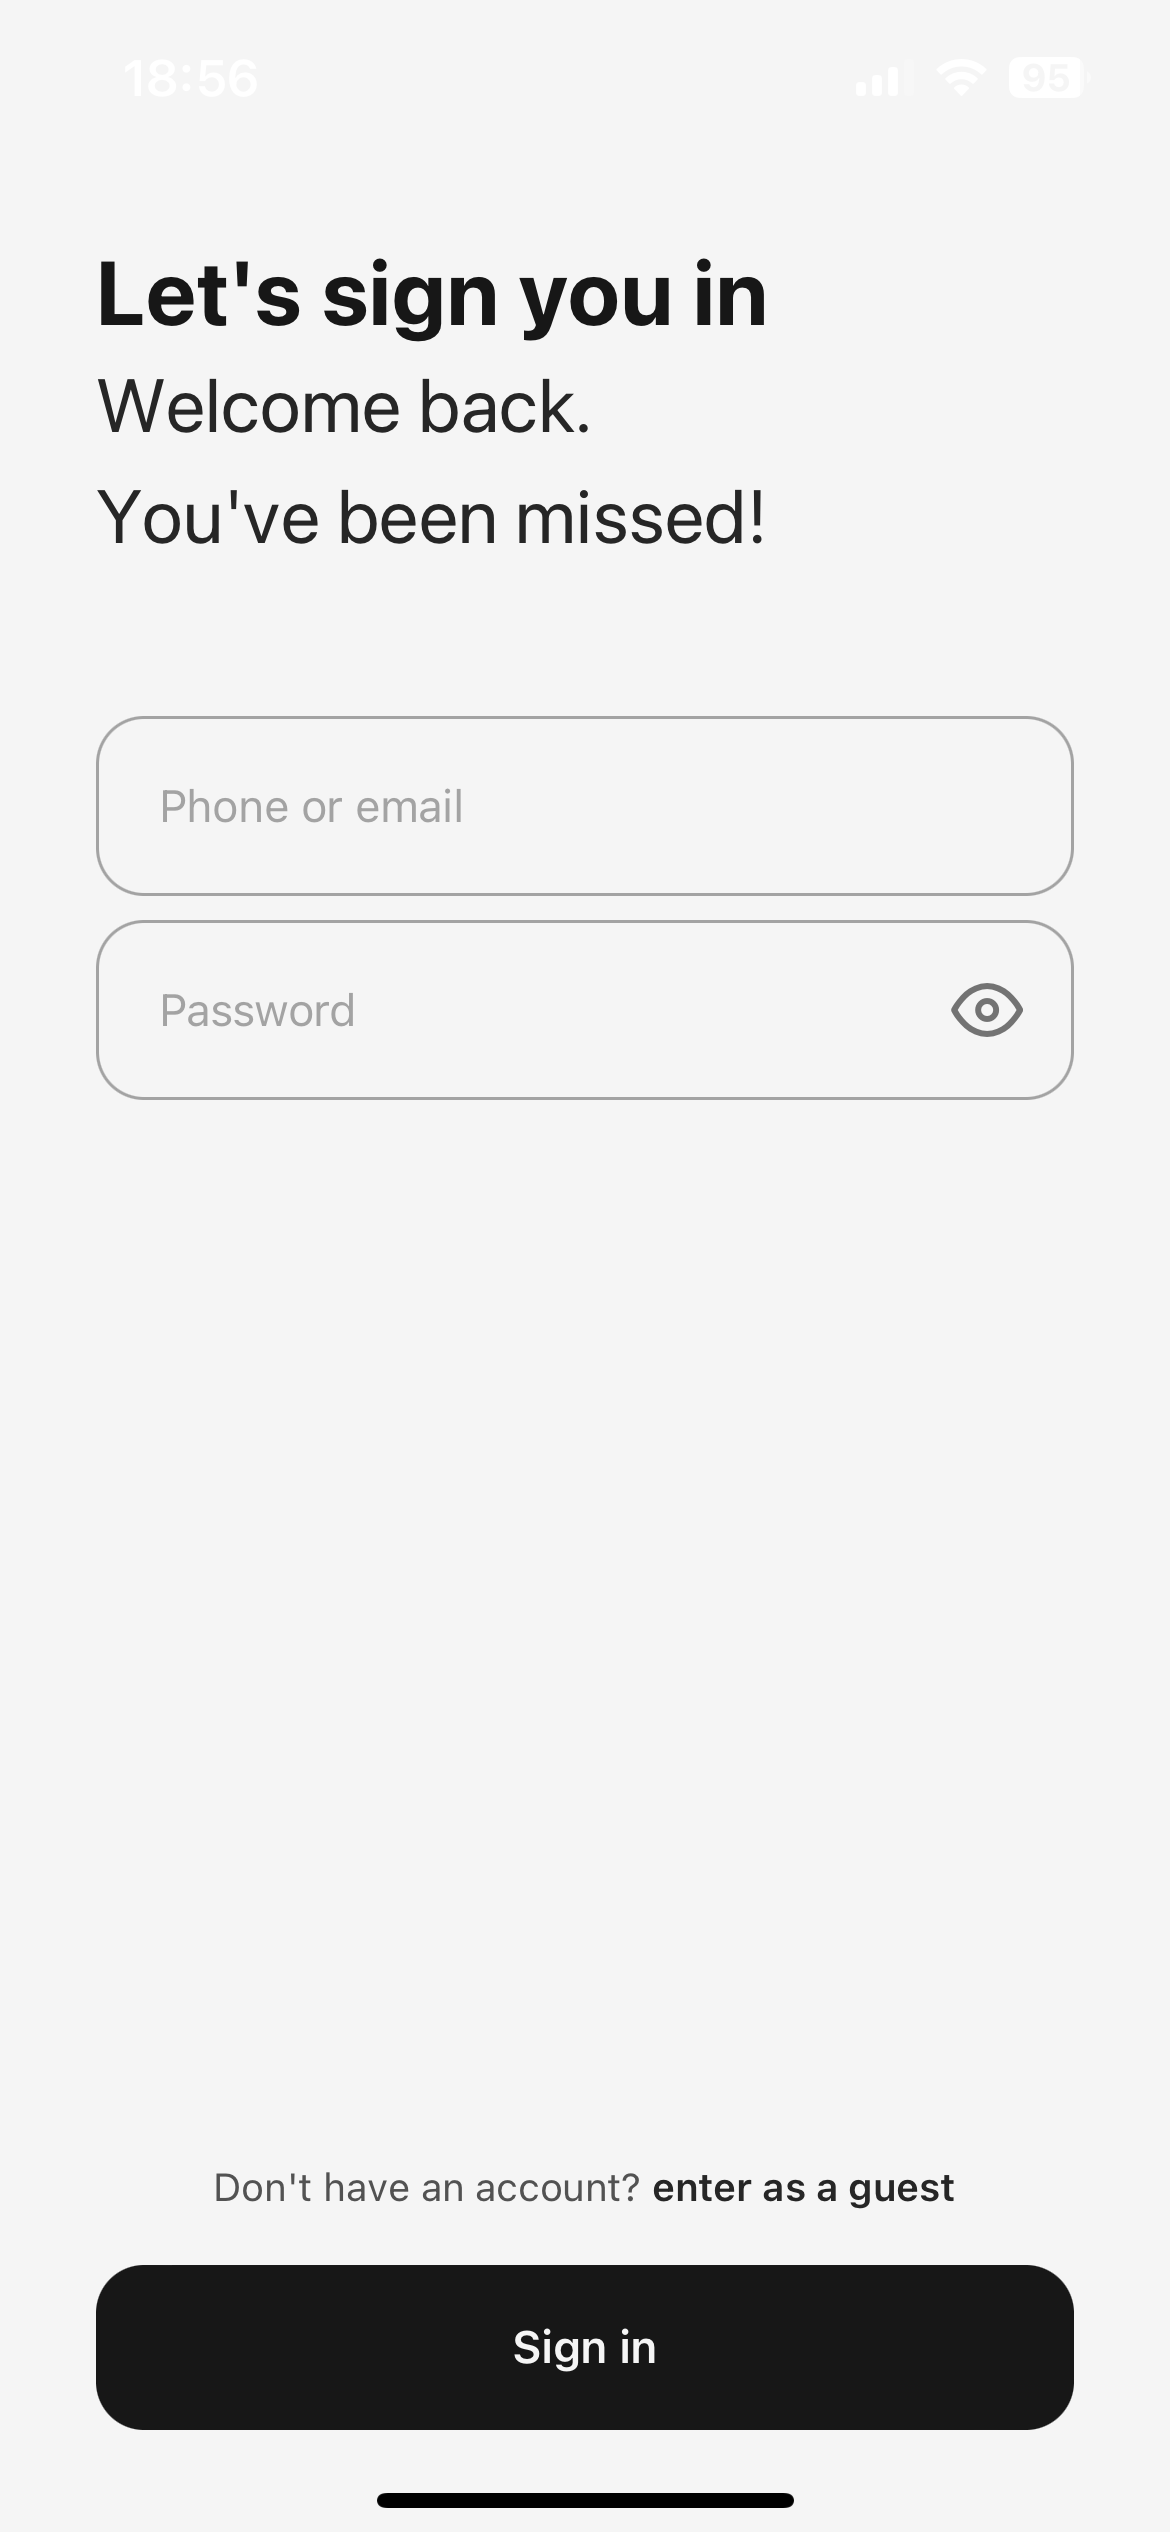 18:56
95
Let's sign you in
Welcome back.
You've been missed!
Phone or email
Password
Don't have an account? enter as a guest
Sign in